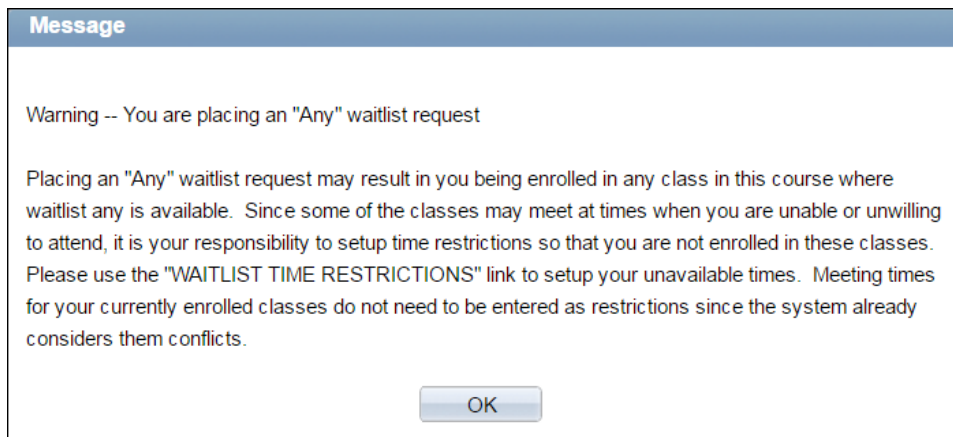 Message
Warning -- You are placing an "Any" waitlist request
Placing an "Any" waitlist request may result in you being enrolled in any class in this course where
waitlist any is available.  Since some of the classes may meet at times when you are unable or unwilling
to attend, it is your responsibility to setup time restrictions so that you are not enrolled in these classes.
Please use the "WAITLIST TIME RESTRICTIONS" link to setup your unavailable times.  Meeting times
for your currently enrolled classes do not need to be entered as restrictions since the system already
considers them conflicts.
OK